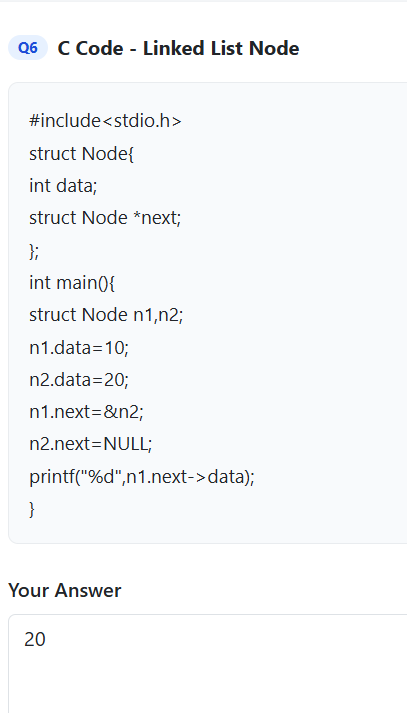 Q6 C Code - Linked List Node
#include<stdio.h>
struct Node{
int data;
struct Node *next;
};
int main(){
struct Node n1,n2;
n1.data=10;
n2.data=20;
n1.next=&n2;
n2.next=NULL;
printf("%d",n1.next->data);
}
Your Answer
20